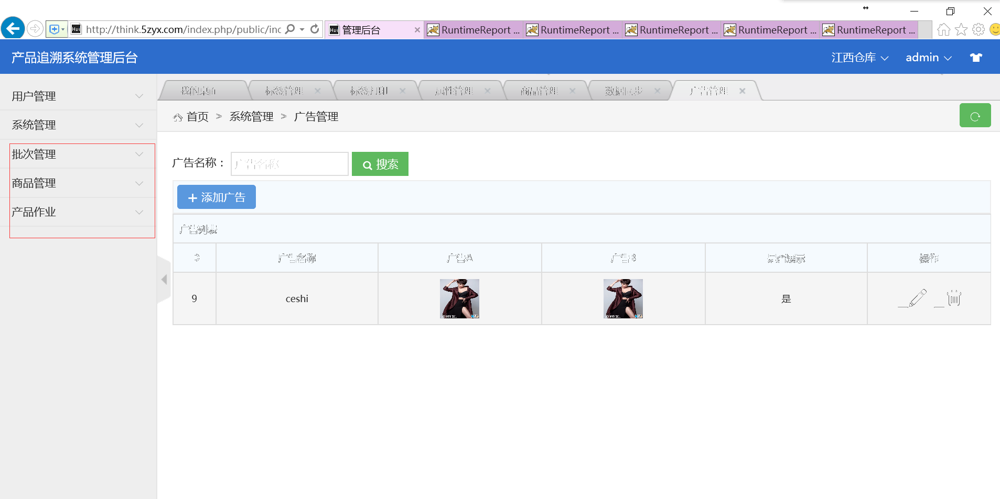 http://think.5zyx.com/index.php/public/inc
管理后台
RuntimeReport ...
RuntimeReport ...
RuntimeReport ...
RuntimeReport ...
RuntimeReport ...
产品追溯系统管理后台
江西仓库
admin
用户管理
系统管理
批次管理
商品管理
产品作业
我的桌面
标签管理
标签打印
属性管理
商品管理
数据同步
广告管理
首页 > 系统管理 > 广告管理
广告名称：
广告名称
搜索
添加广告
广告列表
广告名称
广告A
广告B
是否展示
操作
9
ceshi
是